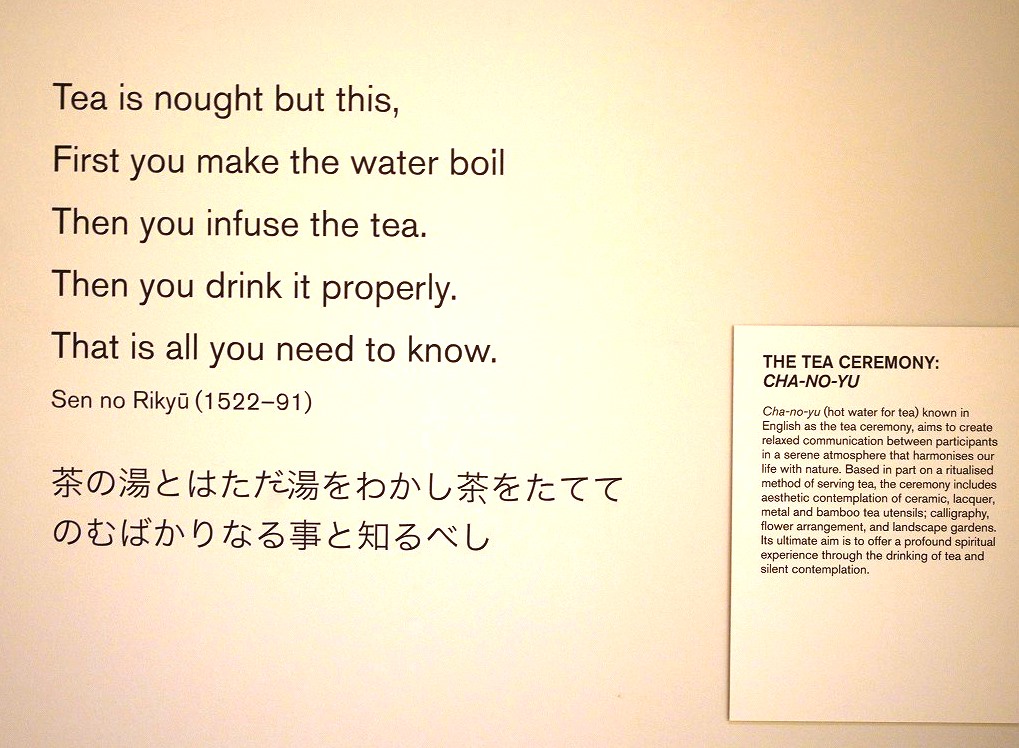 Tea is nought but this,
First you make the water boil
Then you infuse the tea.
Then you drink it properly.
That is all you need to know.
Sen no Rikyū (1522–91)
茶の湯とはただ湯をわかし茶をたてて
のむばかりなる事と知るべし
THE TEA CEREMONY:
CHA-NO-YU
Cha-no-yu (hot water for tea) known in
English as the tea ceremony, aims to create
relaxed communication between participants
in a serene atmosphere that harmonises our
life with nature. Based in part on a ritualised
method of serving tea, the ceremony includes
aesthetic contemplation of ceramic, lacquer,
metal and bamboo tea utensils; calligraphy,
flower arrangement, and landscape gardens.
Its ultimate aim is to offer a profound spiritual
experience through the drinking of tea and
silent contemplation.